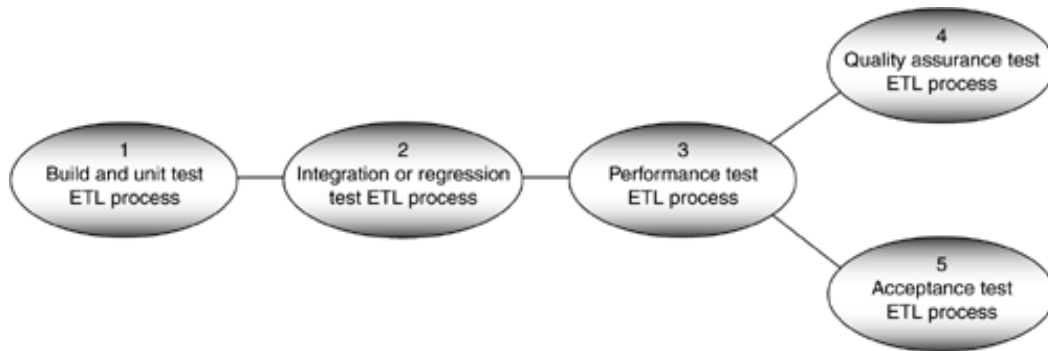 1
Build and unit test
ETL process
2
Integration or regression
test ETL process
3
Performance test
ETL process
4
Quality assurance test
ETL process
5
Acceptance test
ETL process